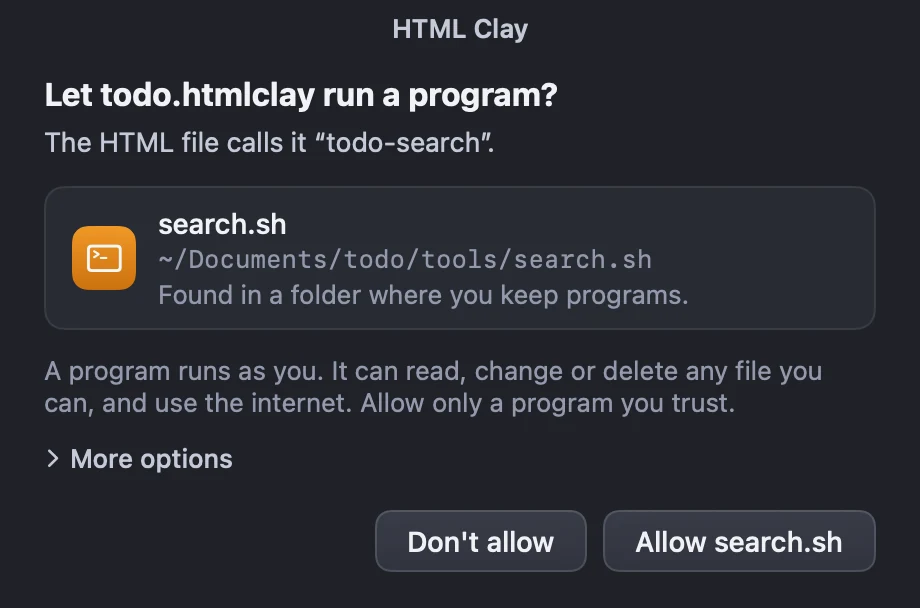 HTML Clay
Let todo.htmlclay run a program?
The HTML file calls it “todo-search”.
search.sh
~/Documents/todo/tools/search.sh
Found in a folder where you keep programs.
A program runs as you. It can read, change or delete any file you
can, and use the internet. Allow only a program you trust.
More options
Don't allow
Allow search.sh